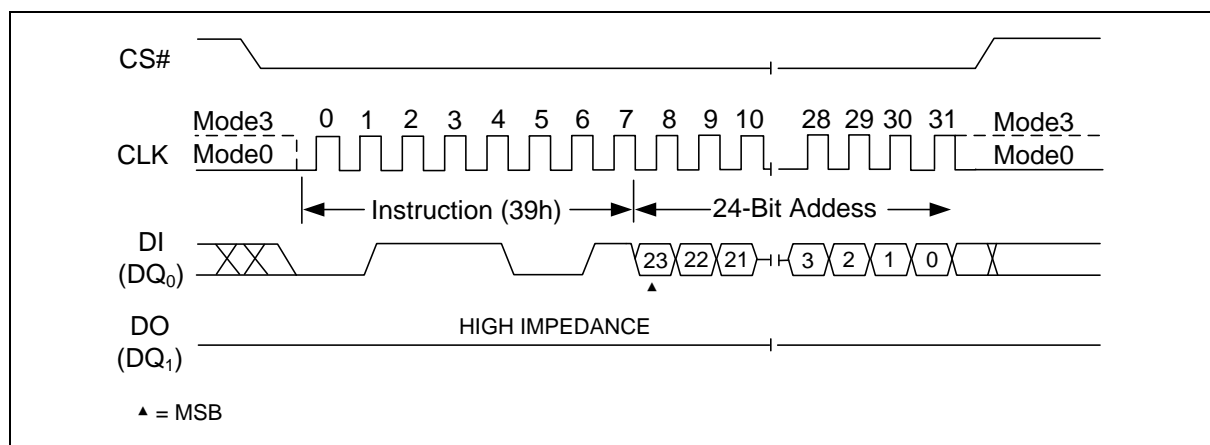 CS#
Mode3
Mode0
CLK
0 1 2 3 4 5 6 7 8 9 10 28 29 30 31
Mode3
Mode0
Instruction (39h)
24-Bit Addess
DI
(DQ0)
23 22 21 3 2 1 0
DO
(DQ1)
HIGH IMPEDANCE
▲ = MSB